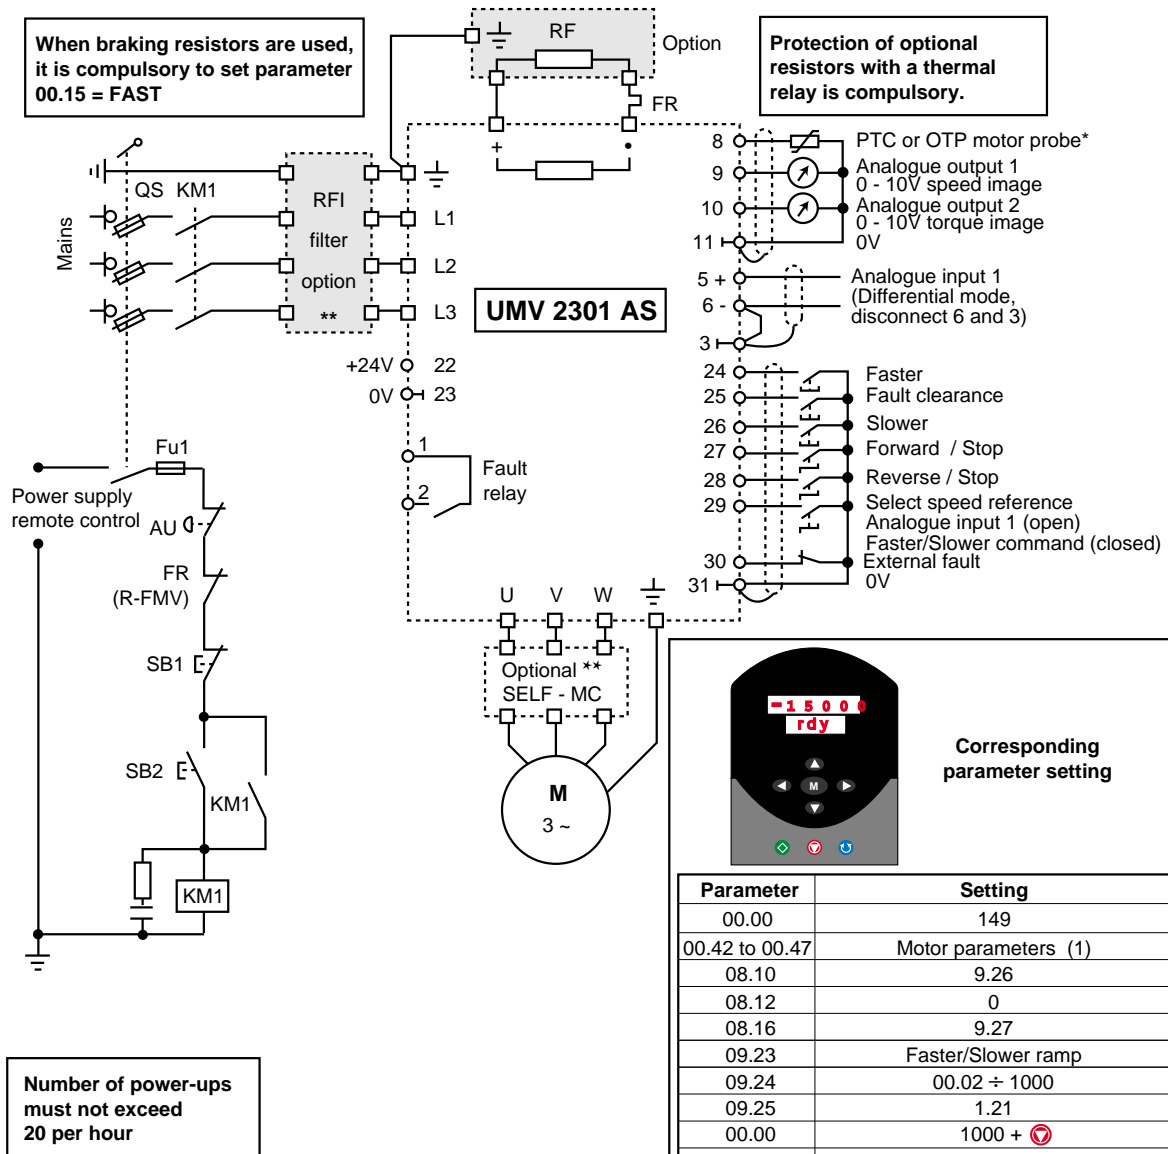 When braking resistors are used,
it is compulsory to set parameter
00.15 = FAST
RF
Option
FR
Protection of optional
resistors with a thermal
relay is compulsory.
+
Mains
QS KM1
RFI
filter
option
**
L1
L2
L3
UMV 2301 AS
8
PTC or OTP motor probe*
9
Analogue output 1
0 - 10V speed image
10
Analogue output 2
0 - 10V torque image
11
0V
5 +
Analogue input 1
6 -
(Differential mode,
disconnect 6 and 3)
3
+24V 22
0V 23
1
2
Fault
relay
24
Faster
25
Fault clearance
26
Slower
27
Forward / Stop
28
Reverse / Stop
29
Select speed reference
Analogue input 1 (open)
Faster/Slower command (closed)
30
External fault
31
0V
Fu1
Power supply
remote control
AU
FR
(R-FMV)
SB1
SB2
KM1
KM1
U V W
Optional **
SELF - MC
M
3 ~
-15000
rdy
M
Corresponding
parameter setting
Parameter Setting
00.00 149
00.42 to 00.47 Motor parameters (1)
08.10 9.26
08.12 0
08.16 9.27
09.23 Faster/Slower ramp
09.24 00.02 ÷ 1000
09.25 1.21
00.00 1000 +
Number of power-ups
must not exceed
20 per hour